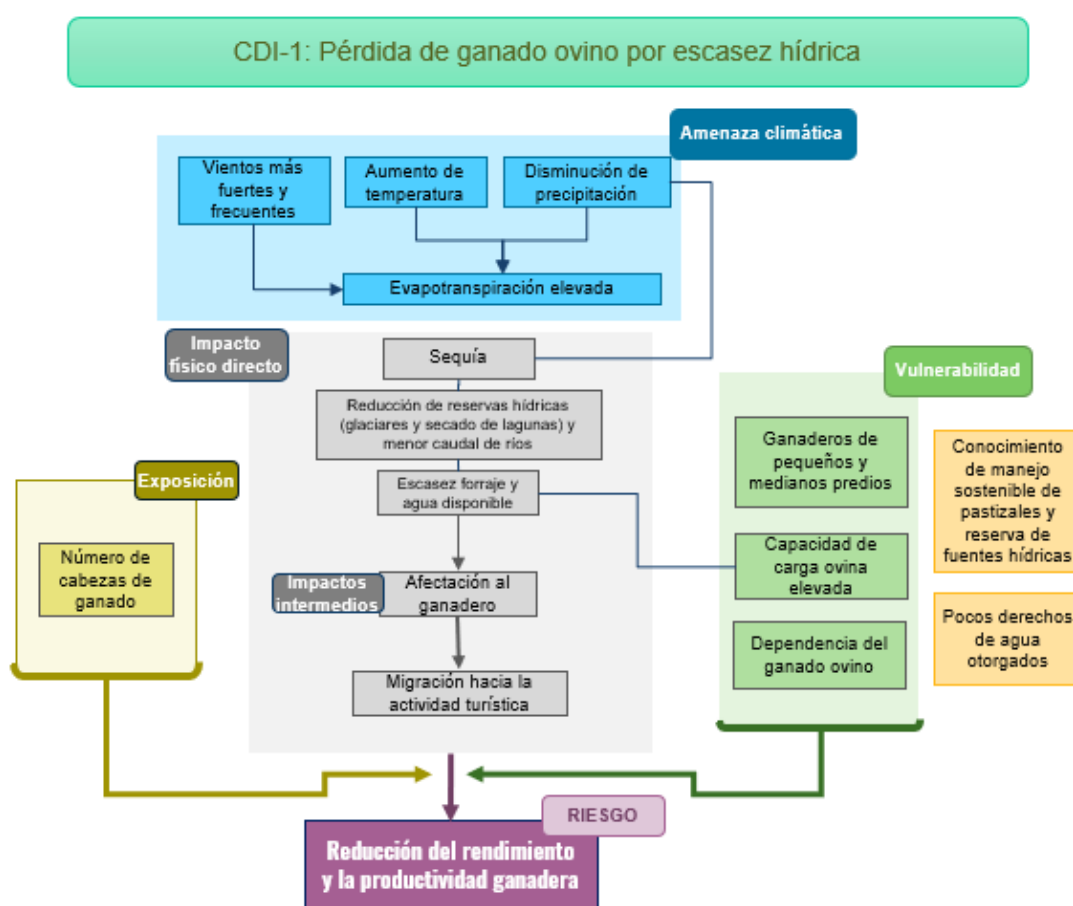 CDI-1: Pérdida de ganado ovino por escasez hídrica
Amenaza climática
Vientos más
fuertes y
frecuentes
Aumento de
temperatura
Disminución de
precipitación
Evapotranspiración elevada
Impacto
físico directo
Sequía
Reducción de reservas hídricas
(glaciares y secado de lagunas) y
menor caudal de ríos
Escasez forraje y
agua disponible
Impactos
intermedios
Afectación al
ganadero
Migración hacia la
actividad turística
Exposición
Número de
cabezas de
ganado
Vulnerabilidad
Ganaderos de
pequeños y
medianos predios
Capacidad de
carga ovina
elevada
Dependencia del
ganado ovino
Conocimiento
de manejo
sostenible de
pastizales y
reserva de
fuentes hídricas
Pocos derechos
de agua
otorgados
RIESGO
Reducción del rendimiento
y la productividad ganadera